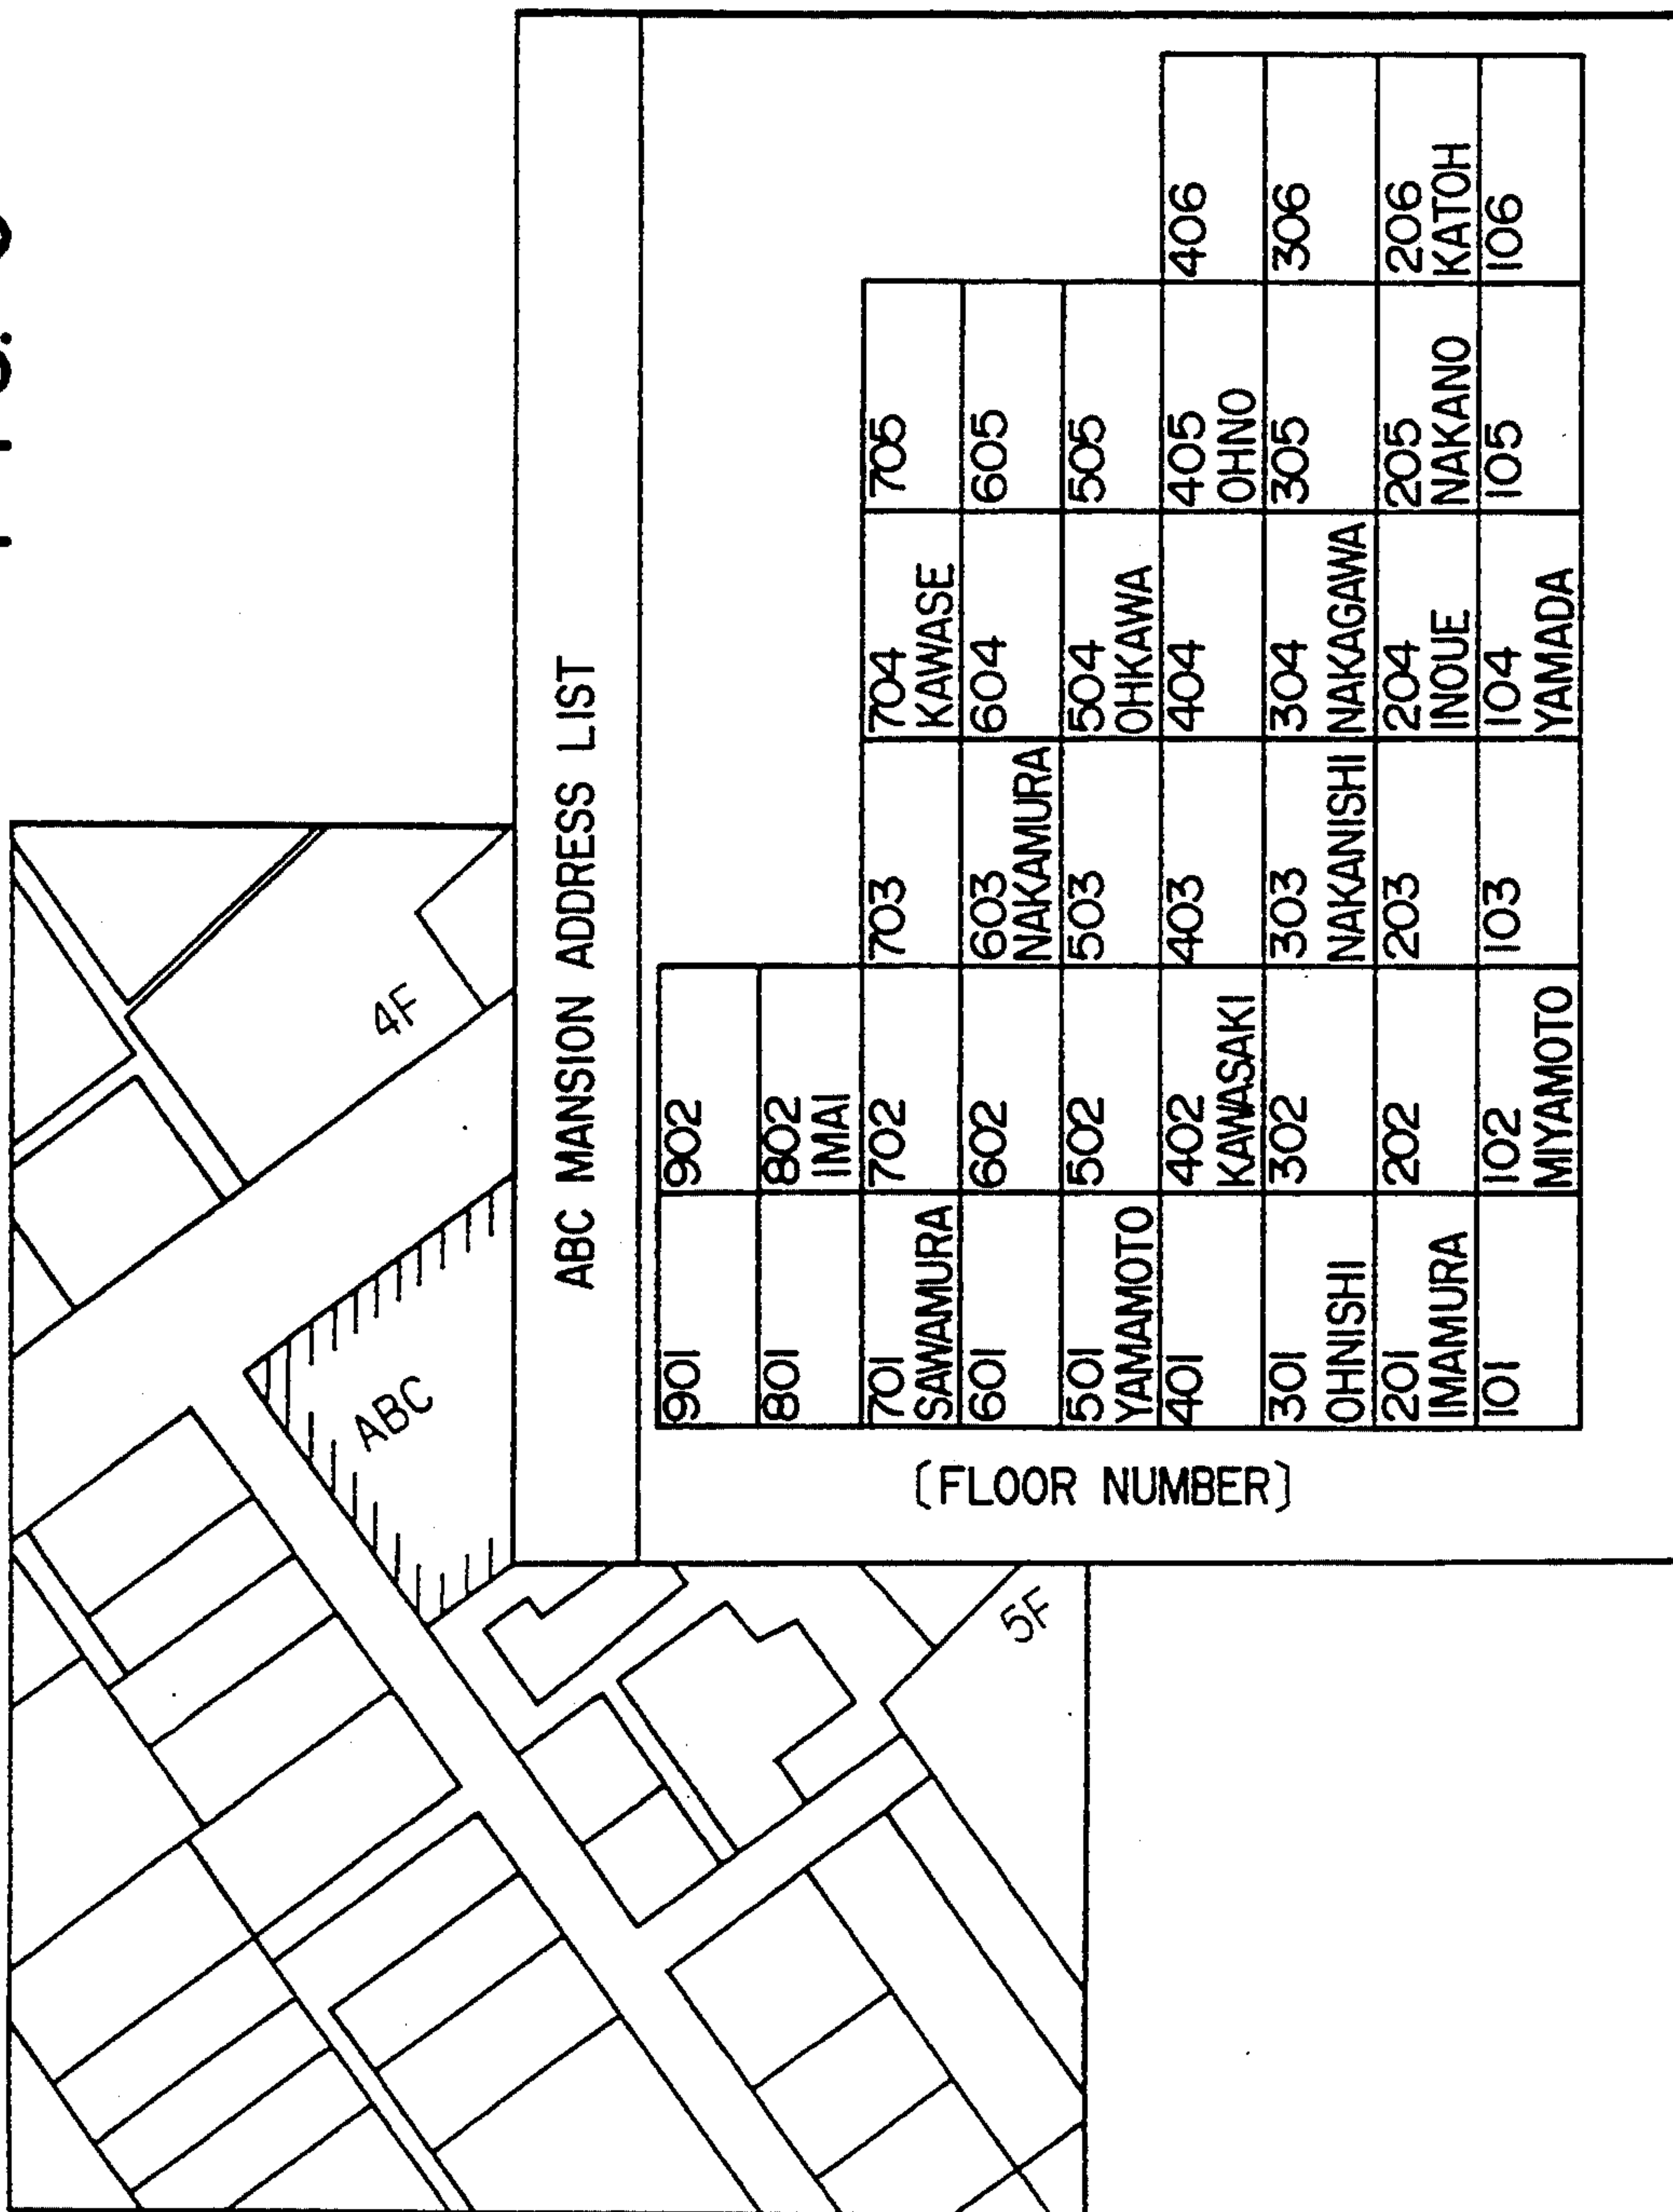 4F
ABC
5F
ABC MANSION ADDRESS LIST
[FLOOR NUMBER]
901 902
801 802
IMAI
701 702 703 704 705
SAWAMURA KAWASE
601 602 603 604 605
NAKAMURA
501 502 503 504 505
YAMAMOTO OHKAWA
401 402 403 404 405 406
KAWASAKI OHNO
301 302 303 304 305 306
OHNISHI NAKANISHI NAKAGAWA
201 202 203 204 205 206
IMAMURA INOUE NAKANO KATOH
101 102 103 104 105 106
MIYAMOTO YAMADA